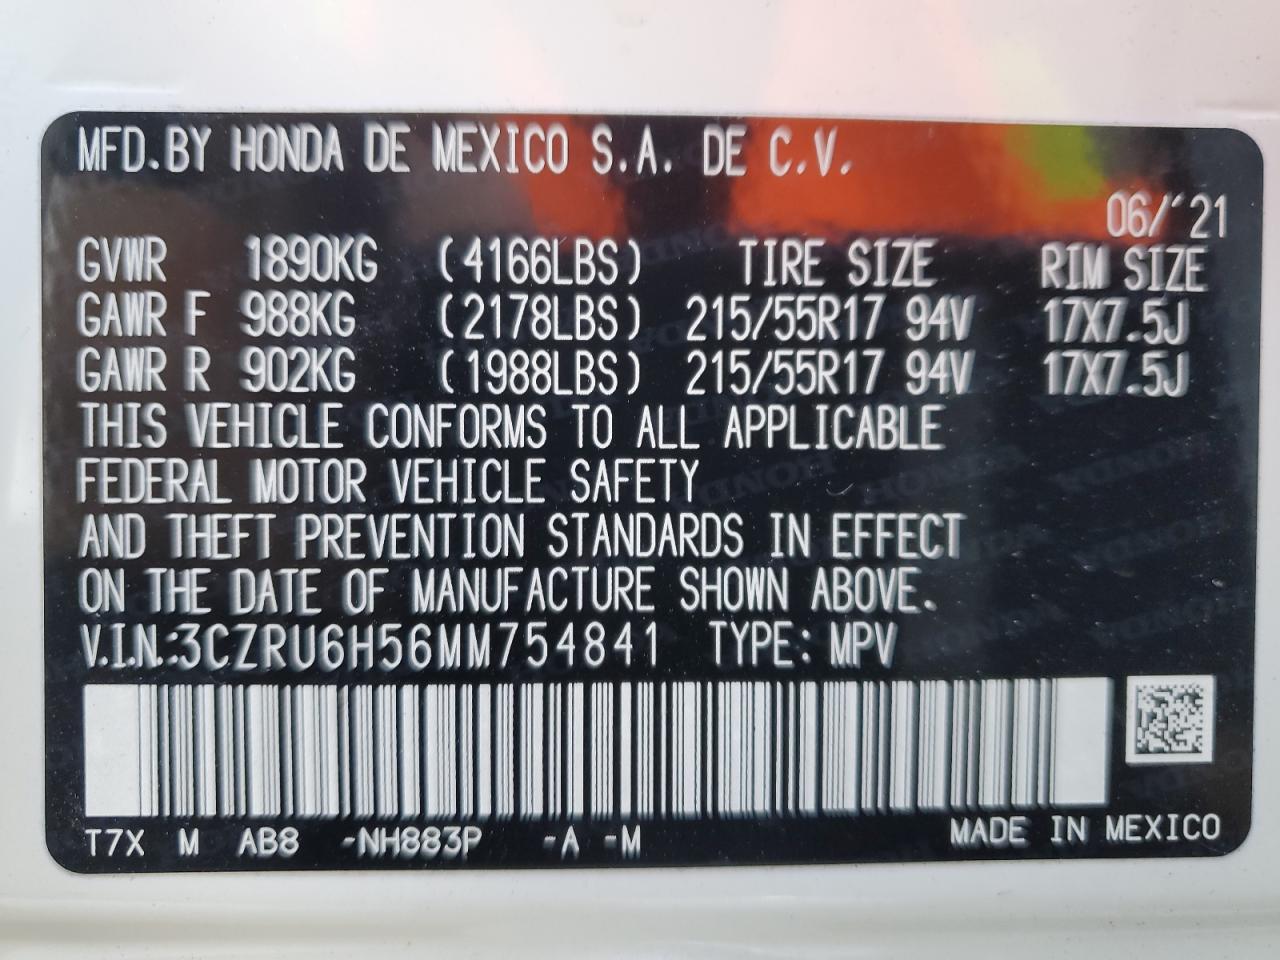 MFD.BY HONDA DE MEXICO S.A. DE C.V.
06/'21
GVWR 1890KG (4166LBS) TIRE SIZE RIM SIZE
GAWR F 988KG (2178LBS) 215/55R17 94V 17X7.5J
GAWR R 902KG (1988LBS) 215/55R17 94V 17X7.5J
THIS VEHICLE CONFORMS TO ALL APPLICABLE
FEDERAL MOTOR VEHICLE SAFETY
AND THEFT PREVENTION STANDARDS IN EFFECT
ON THE DATE OF MANUFACTURE SHOWN ABOVE.
V.I.N.:3CZRU6H56MM754841 TYPE: MPV
T7X M AB8 -NH883P -A -M MADE IN MEXICO